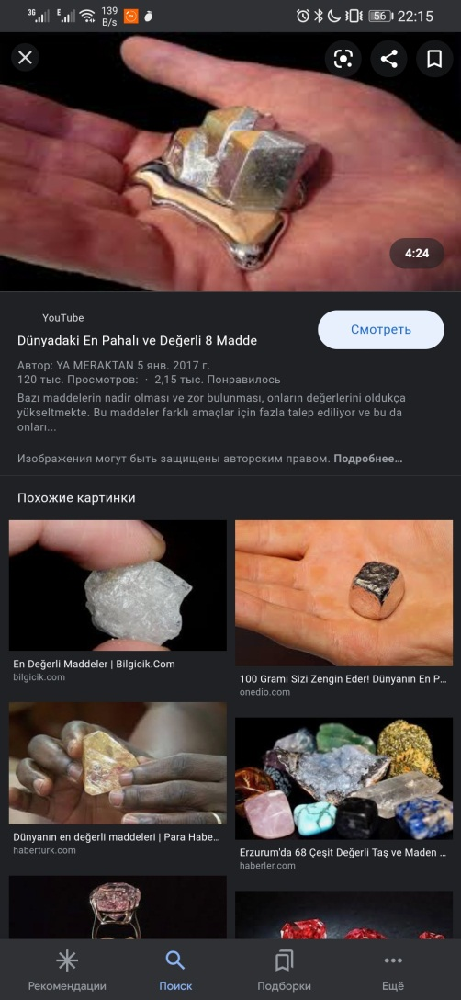 3G
E
139
B/s
56
22:15
4:24
YouTube
Dünyadaki En Pahalı ve Değerli 8 Madde
Смотреть
Автор: YA MERAKTAN 5 янв. 2017 г.
120 тыс. Просмотров: · 2,15 тыс. Понравилось
Bazı maddelerin nadir olması ve zor bulunması, onların değerlerini oldukça
yükseltmekte. Bu maddeler farklı amaçlar için fazla talep ediliyor ve bu da
onları...
Изображения могут быть защищены авторским правом. Подробнее...
Похожие картинки
En Değerli Maddeler | Bilgicik.Com
bilgicik.com
100 Gramı Sizi Zengin Eder! Dünyanın En P...
onedio.com
Dünyanın en değerli maddeleri | Para Habe...
haberturk.com
Erzurum'da 68 Çeşit Değerli Taş ve Maden ...
haberler.com
Рекомендации
Поиск
Подборки
Ещё